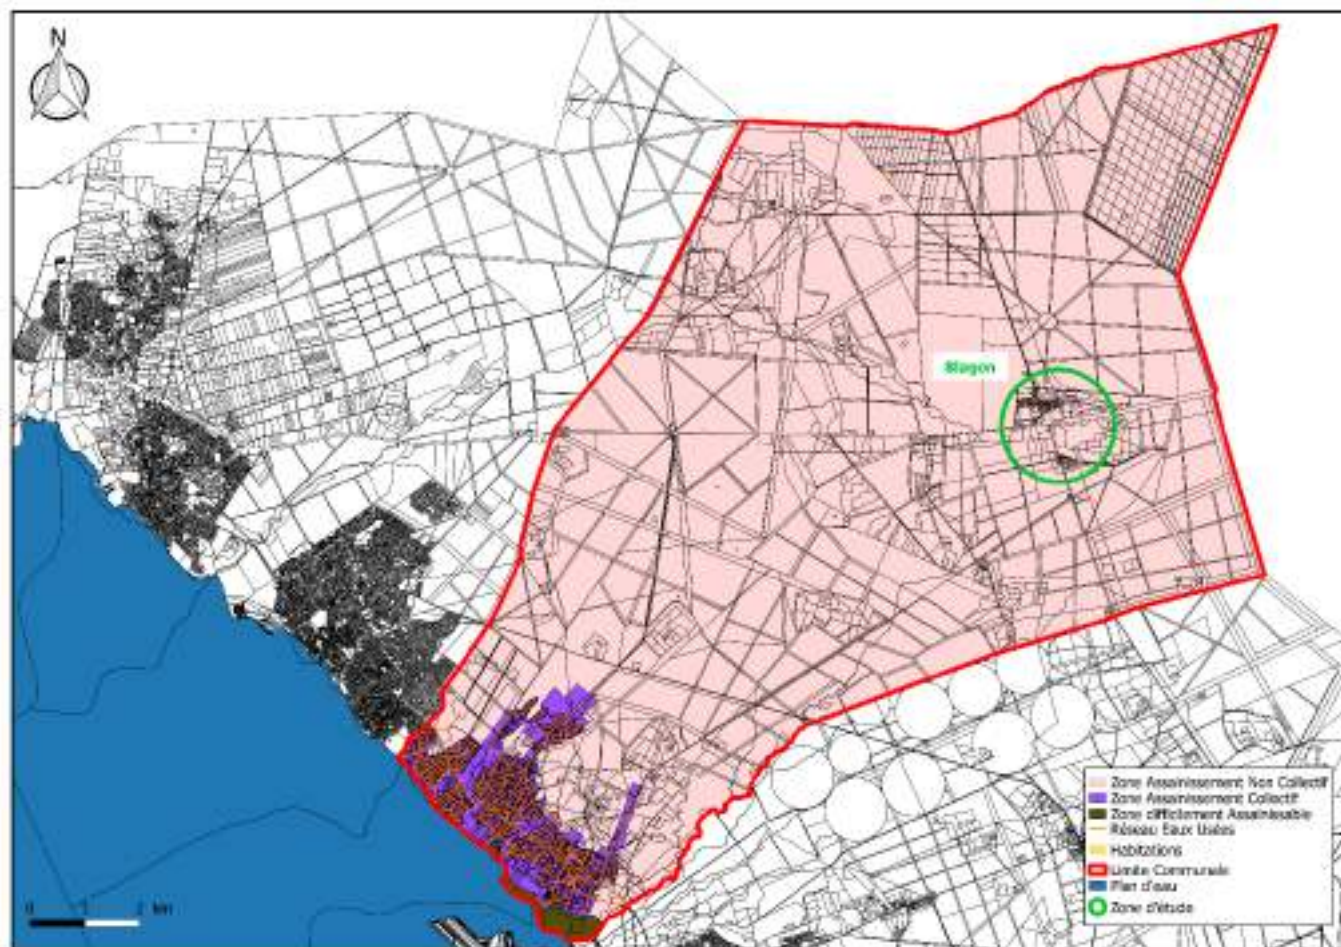 N
Blagon
Zone Assainissement Non Collectif
Zone Assainissement Collectif
Zone difficilement Assainissable
Réseau Eaux Usées
Habitations
Limite Communale
Plan d'eau
Zone d'étude
0 1 2 km